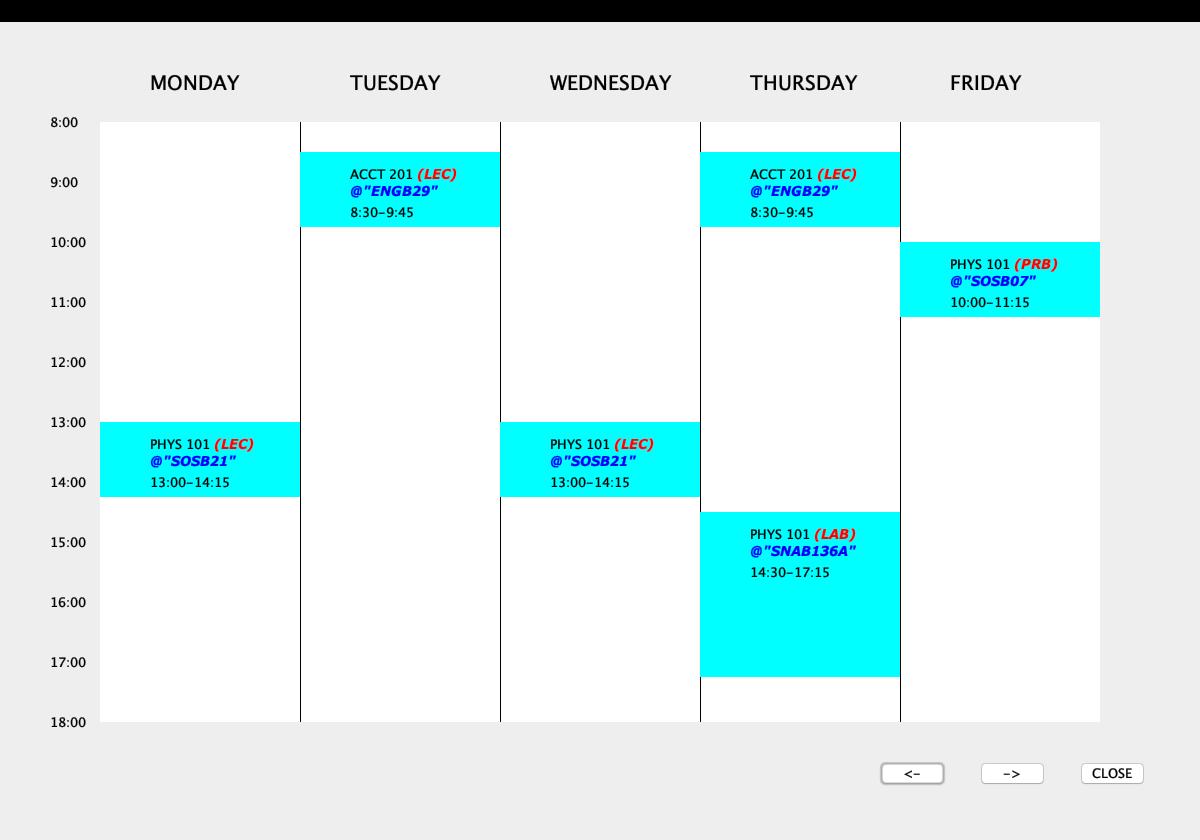 MONDAY TUESDAY WEDNESDAY THURSDAY FRIDAY
8:00
ACCT 201 (LEC) ACCT 201 (LEC)
9:00
@"ENGB29" @"ENGB29"
8:30-9:45 8:30-9:45
10:00
PHYS 101 (PRB)
@"SOSB07"
11:00 10:00-11:15
12:00
13:00
PHYS 101 (LEC) PHYS 101 (LEC)
@"SOSB21" @"SOSB21"
14:00 13:00-14:15 13:00-14:15
PHYS 101 (LAB)
15:00
@"SNAB136A"
14:30-17:15
16:00
17:00
18:00
<- -> CLOSE